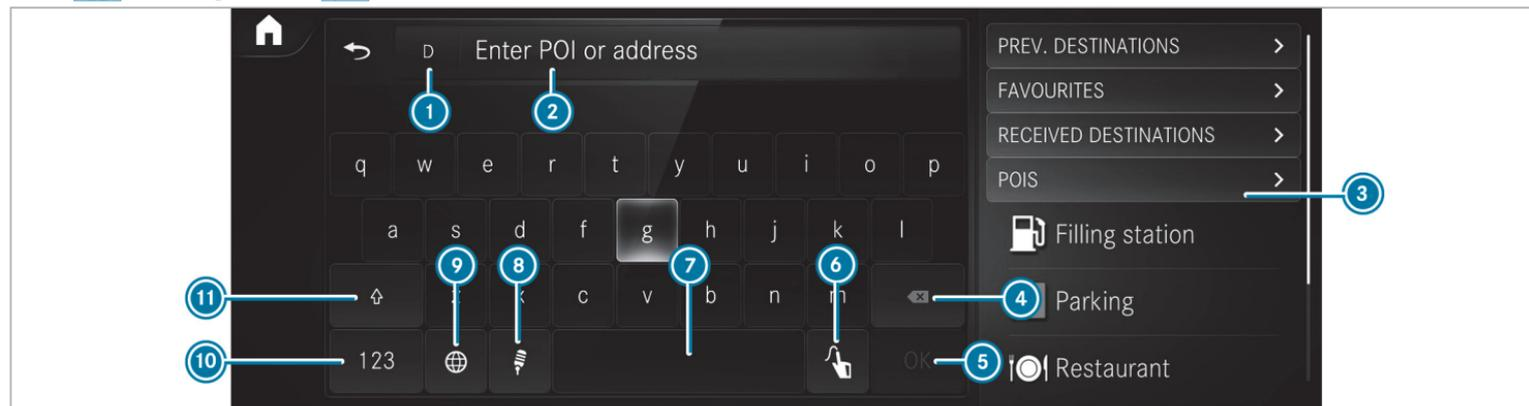 D Enter POI or address
1 2
q w e r t y u i o p
a s d f g h j k l
9 8 7 6
11 c v b n m 4
10 123 OK 5
PREV. DESTINATIONS
FAVOURITES
RECEIVED DESTINATIONS
POIS
3
Filling station
Parking
Restaurant